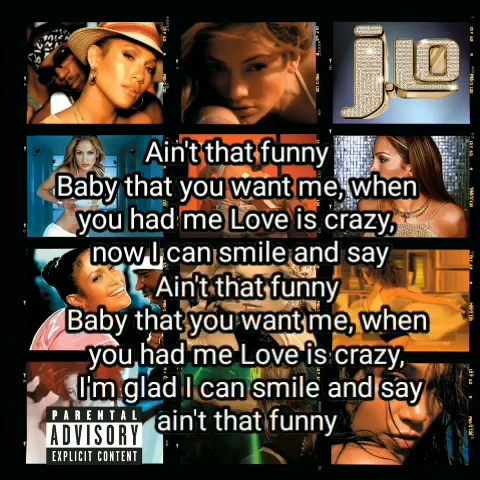 j.lo
Ain't that funny
Baby that you want me, when
you had me Love is crazy,
now I can smile and say
Ain't that funny
Baby that you want me, when
you had me Love is crazy,
I'm glad I can smile and say
ain't that funny
PARENTAL
ADVISORY
EXPLICIT CONTENT